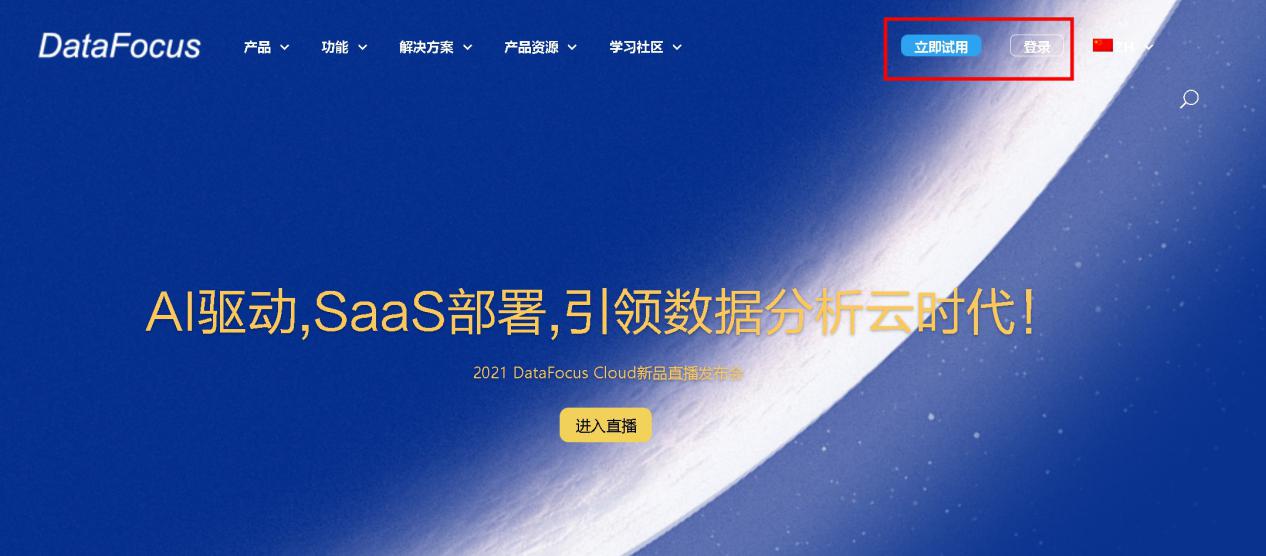 DataFocus 产品 功能 解决方案 产品资源 学习社区 立即试用 登录 ZH
AI驱动,SaaS部署,引领数据分析云时代!
2021 DataFocus Cloud新品直播发布会
进入直播